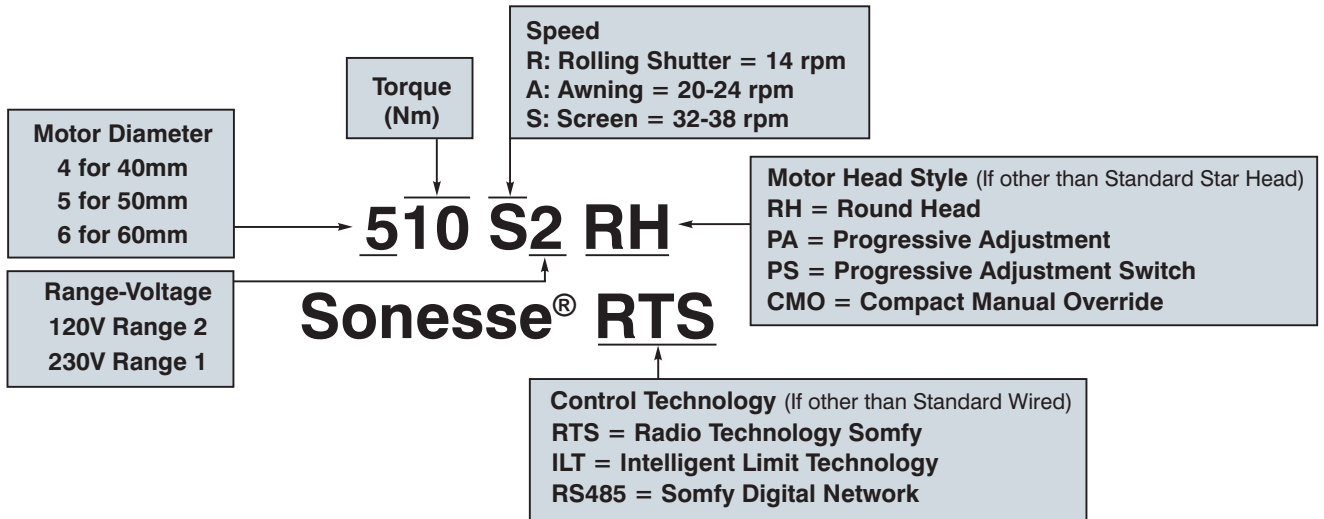 Speed
R: Rolling Shutter = 14 rpm
A: Awning = 20-24 rpm
S: Screen = 32-38 rpm
Torque
(Nm)
Motor Diameter
4 for 40mm
5 for 50mm
6 for 60mm
Range-Voltage
120V Range 2
230V Range 1
510 S2 RH
Sonesse® RTS
Motor Head Style (If other than Standard Star Head)
RH = Round Head
PA = Progressive Adjustment
PS = Progressive Adjustment Switch
CMO = Compact Manual Override
Control Technology (If other than Standard Wired)
RTS = Radio Technology Somfy
ILT = Intelligent Limit Technology
RS485 = Somfy Digital Network